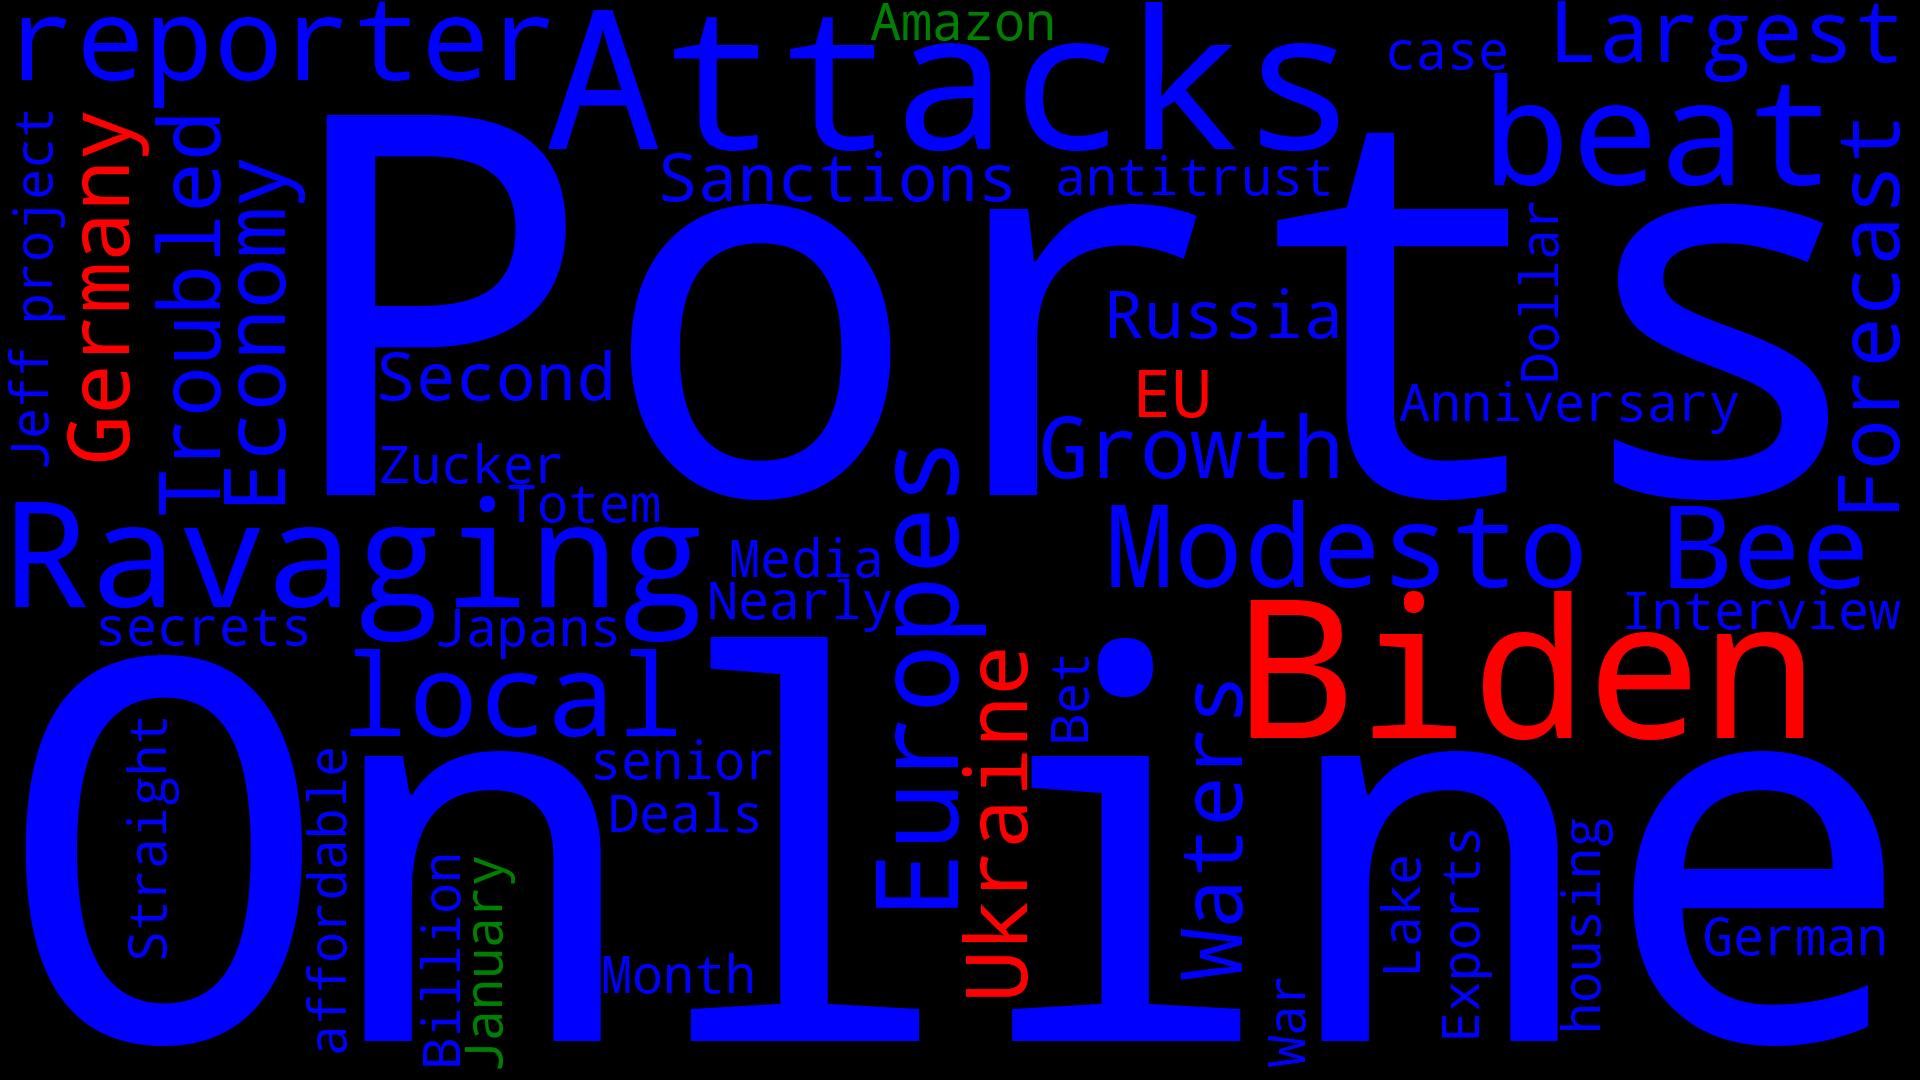 reporter
Attacks
Amazon
case
Largest
beat
Jeff project
Germany
Troubled
Economy
Ports
Sanctions
antitrust
Dollar
Forecast
Russia
Second
EU
Anniversary
Growth
Zucker
Totem
Ravaging
Europes
Modesto Bee
Media
Nearly
Interview
secrets
Japans
local
Biden
Online
Ukraine
Bet
Waters
Straight
affordable
senior
Deals
Billion
January
Month
War
Lake
Exports
housing
German